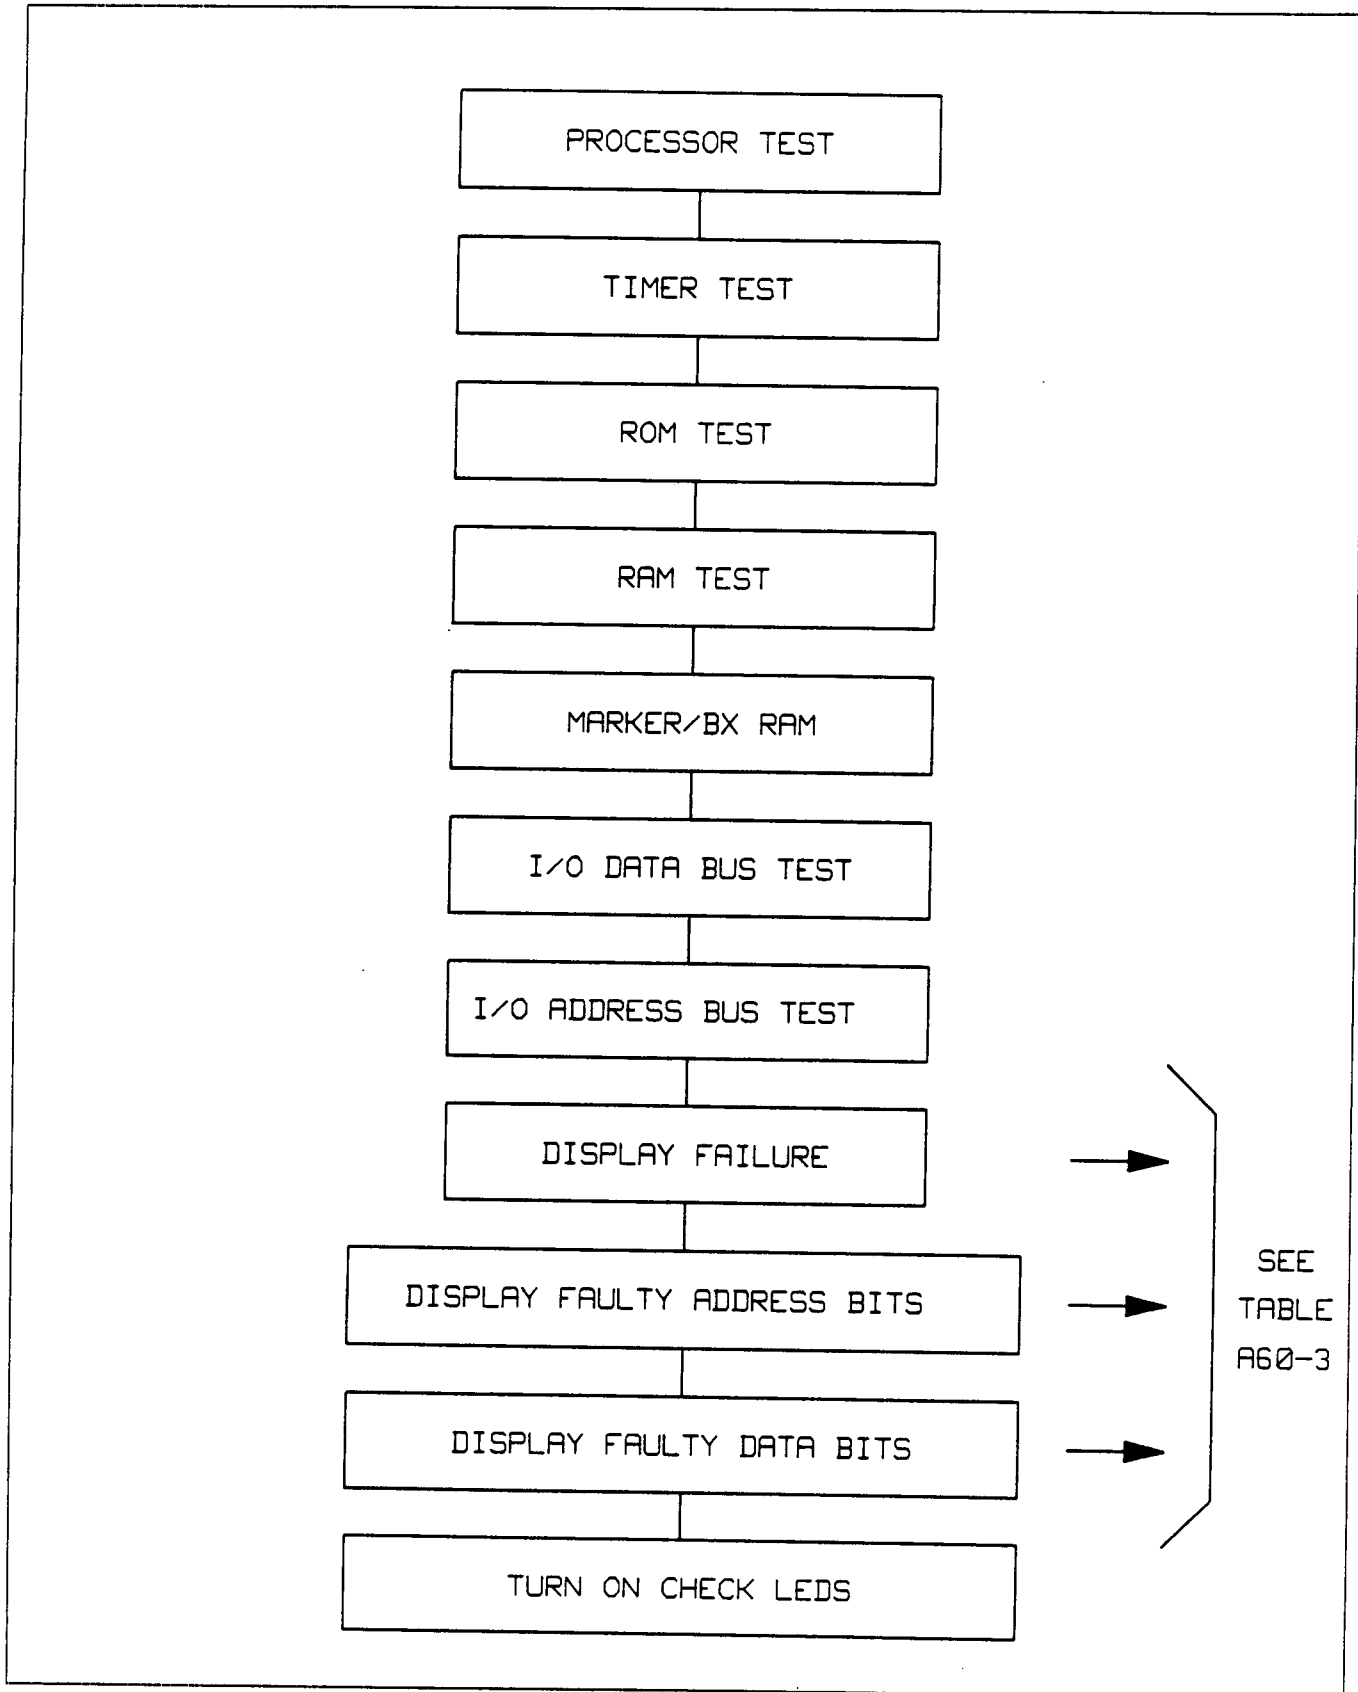 PROCESSOR TEST
TIMER TEST
ROM TEST
RAM TEST
MARKER/BX RAM
I/O DATA BUS TEST
I/O ADDRESS BUS TEST
DISPLAY FAILURE
DISPLAY FAULTY ADDRESS BITS
DISPLAY FAULTY DATA BITS
TURN ON CHECK LEDS
SEE
TABLE
A60-3